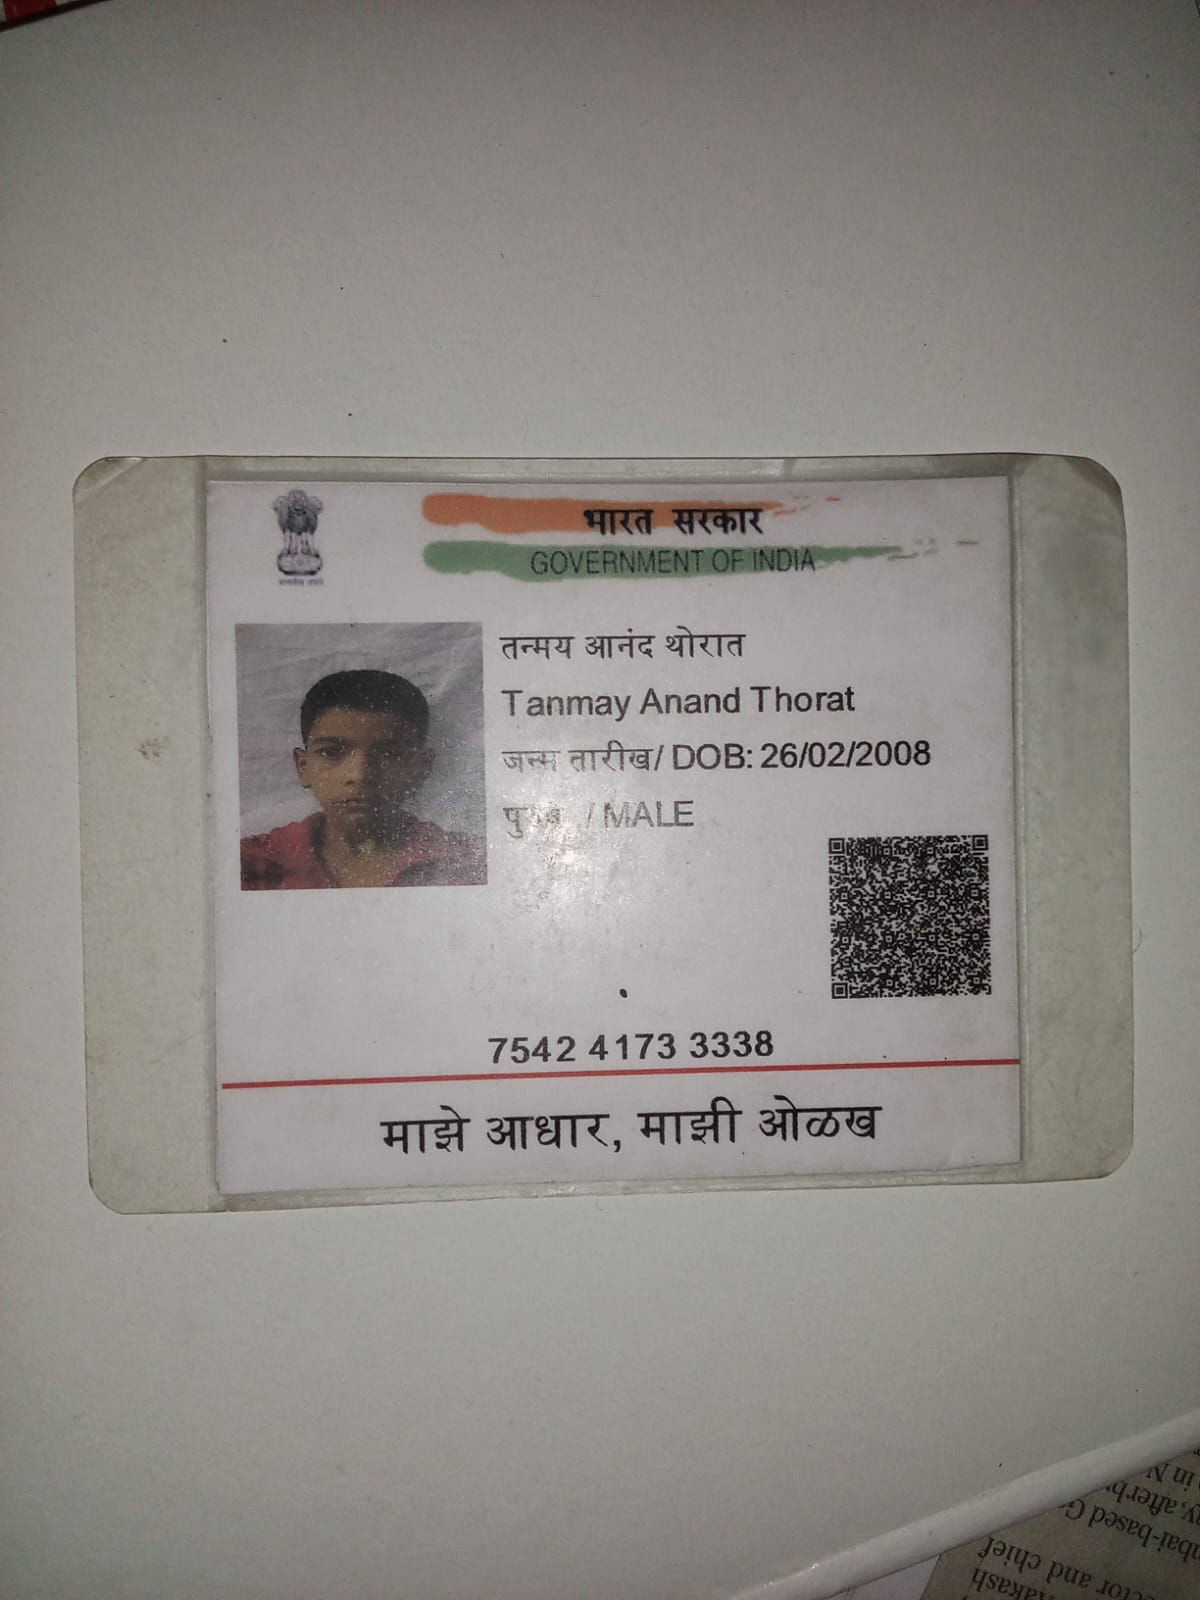 भारत सरकार
GOVERNMENT OF INDIA
तन्मय आनंद थोरात
Tanmay Anand Thorat
जन्म तारीख/ DOB: 26/02/2008
/ MALE
7542 4173 3338
माझे आधार, माझी ओळख